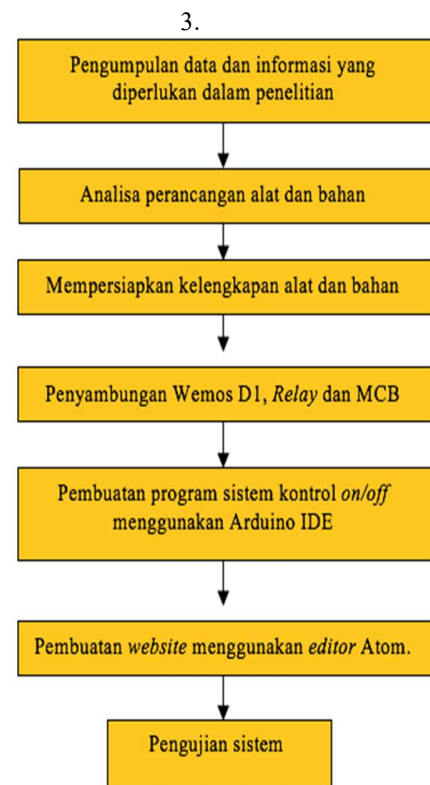 3.
Pengumpulan data dan informasi yang
diperlukan dalam penelitian
Analisa perancangan alat dan bahan
Mempersiapkan kelengkapan alat dan bahan
Penyambungan Wemos D1, Relay dan MCB
Pembuatan program sistem kontrol on/off
menggunakan Arduino IDE
Pembuatan website menggunakan editor Atom.
Pengujian sistem